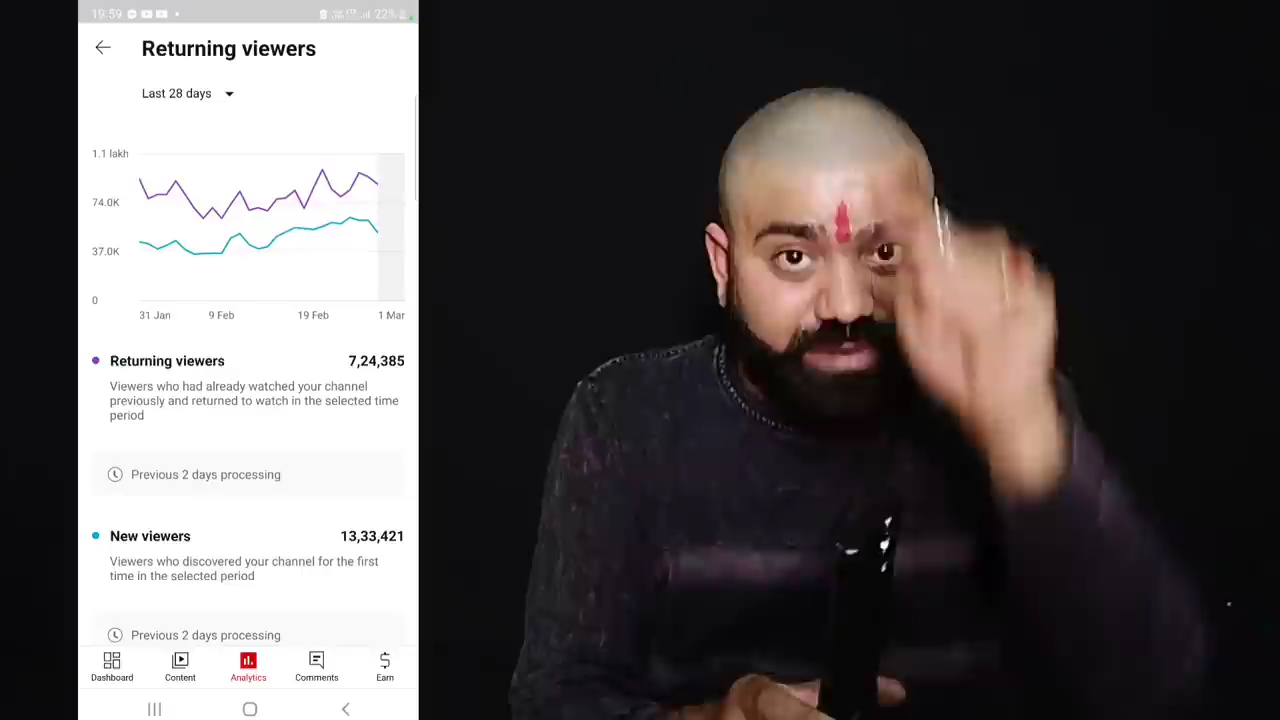 19:59
22%
Returning viewers
Last 28 days
1.1 lakh
74.0K
37.0K
0
31 Jan
9 Feb
19 Feb
1 Mar
Returning viewers
7,24,385
Viewers who had already watched your channel
previously and returned to watch in the selected time
period
Previous 2 days processing
New viewers
13,33,421
Viewers who discovered your channel for the first
time in the selected period
Previous 2 days processing
Dashboard
Content
Analytics
Comments
Earn